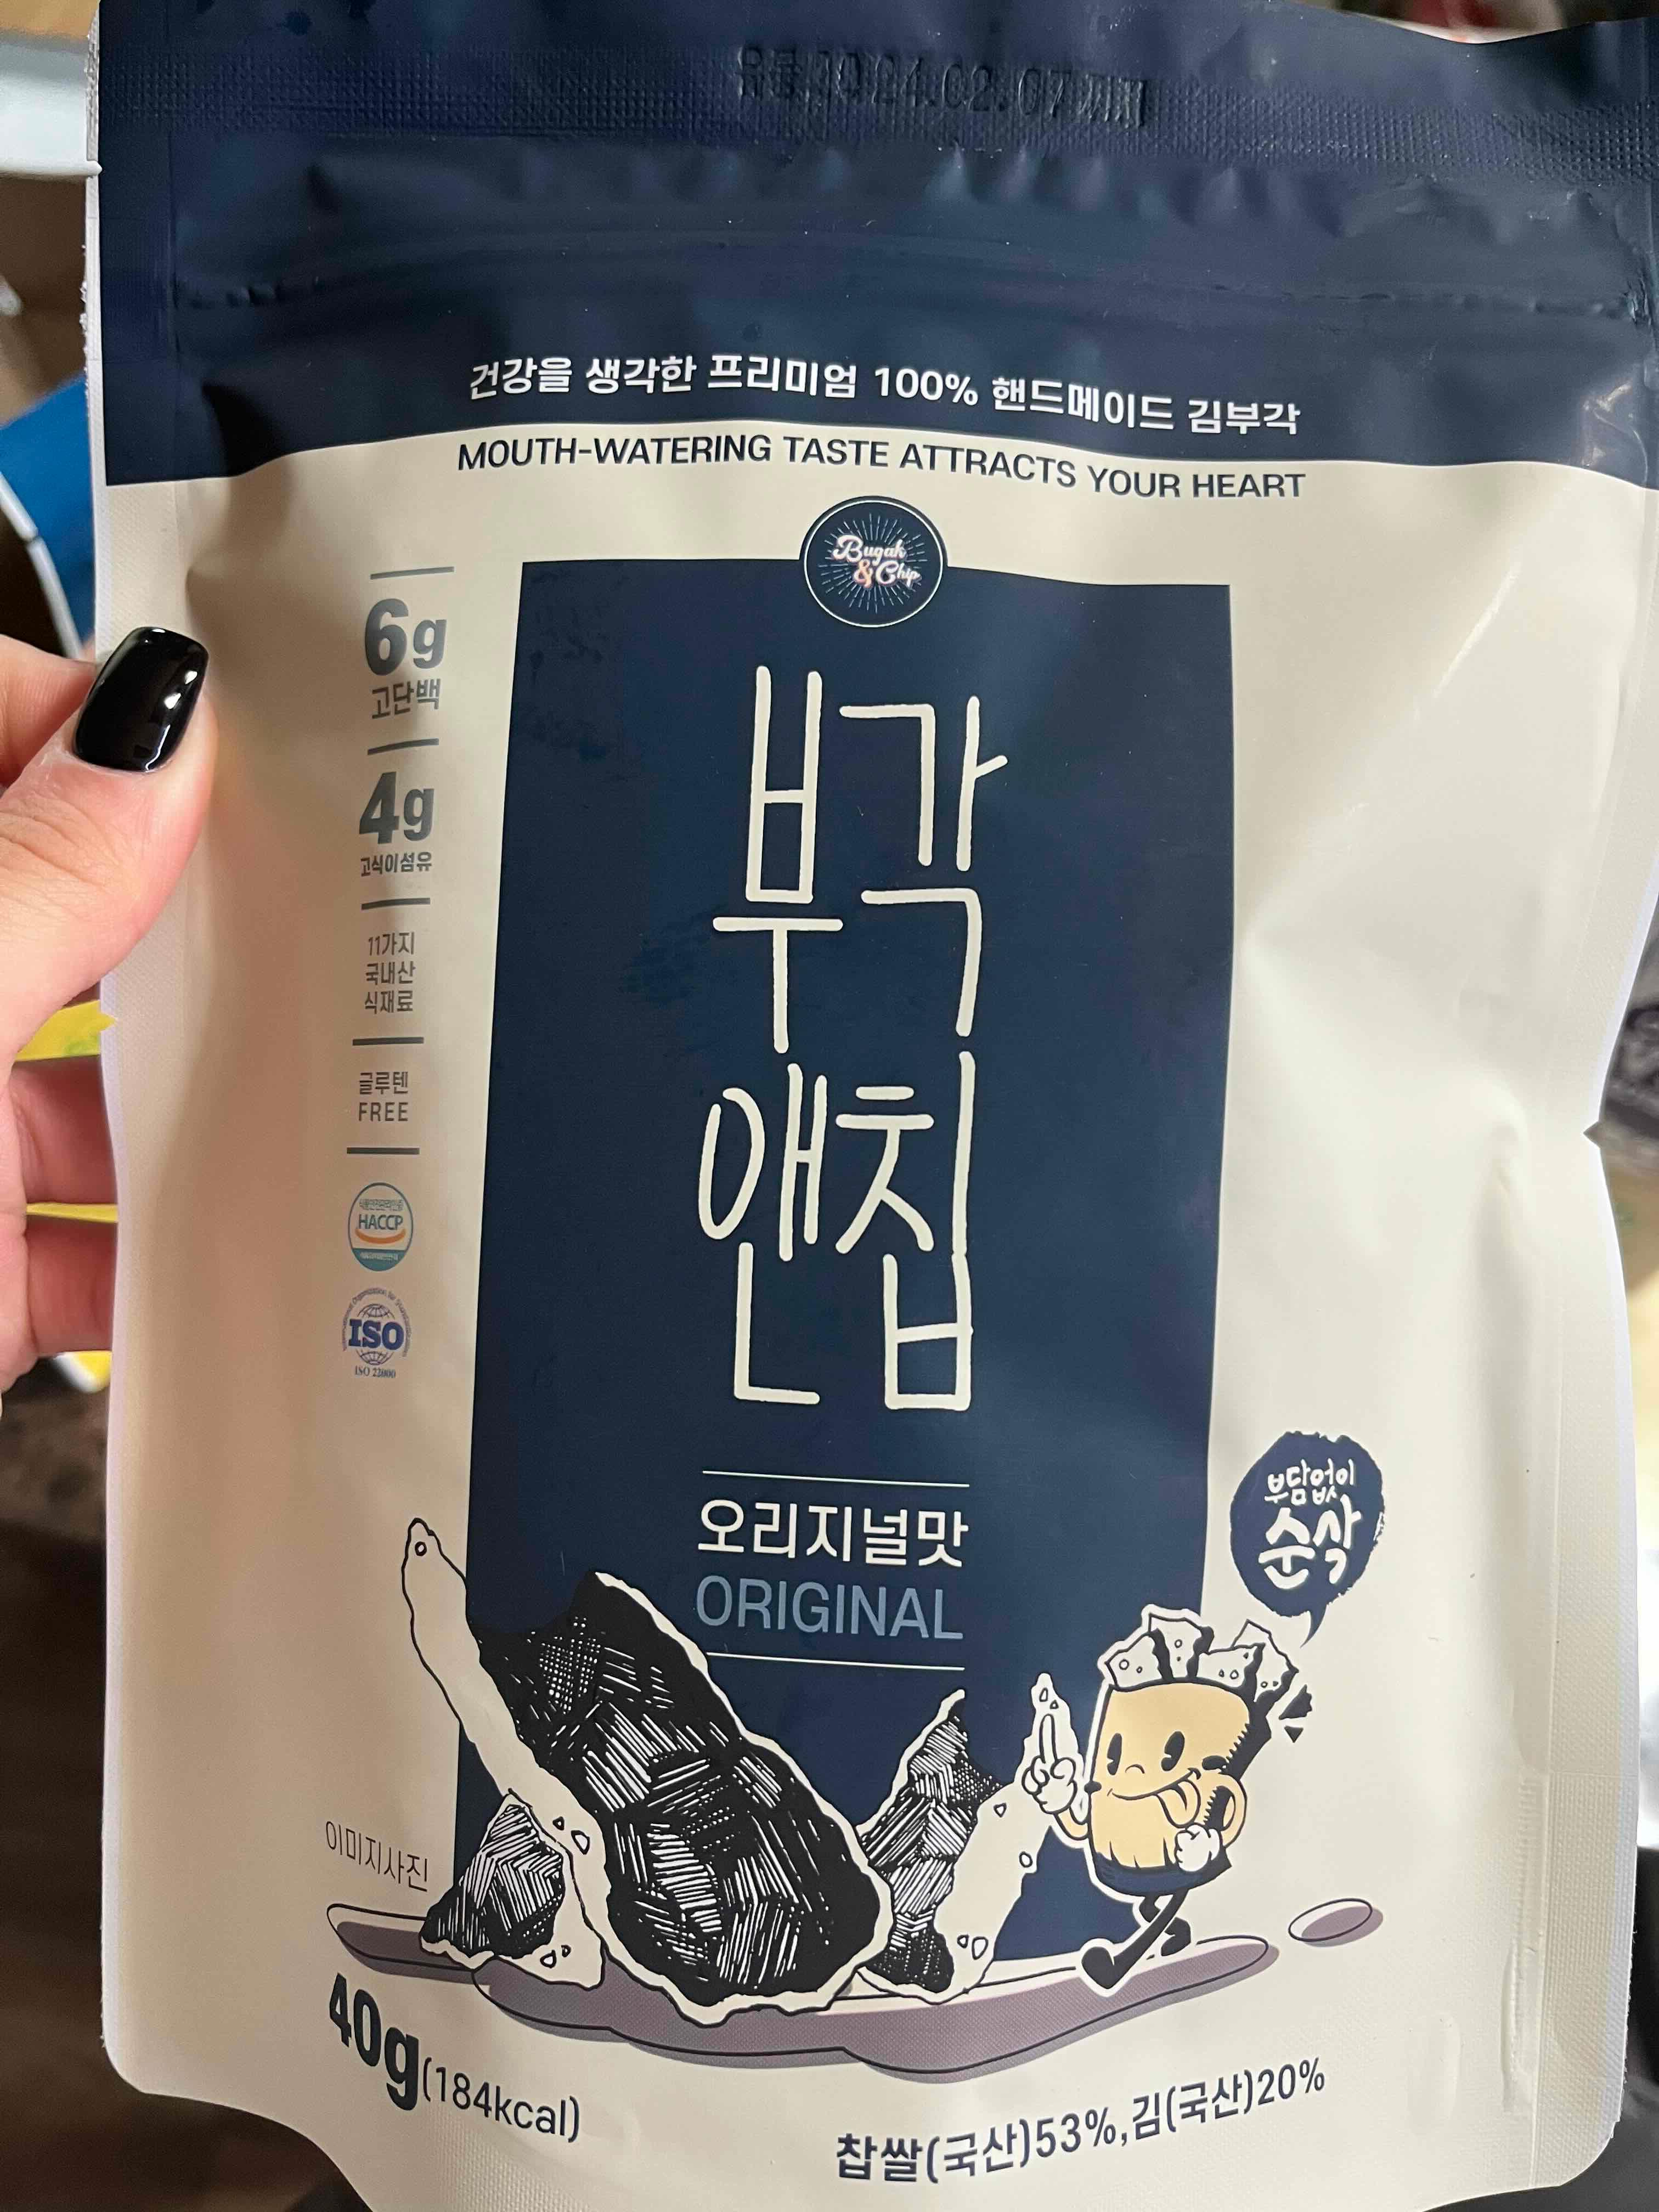 건강을 생각한 프리미엄 100% 핸드메이드 김부각
MOUTH-WATERING TASTE ATTRACTS YOUR HEART
Bugak
& Chip
6g
고단백
4g
고식이섬유
11가지
국내산
식재료
글루텐
FREE
HACCP
ISO
ISO 22000
부각
앤칩
오리지널맛
ORIGINAL
부담없이
순삭
이미지사진
40g(184kcal)
찹쌀(국산)53%,김(국산)20%